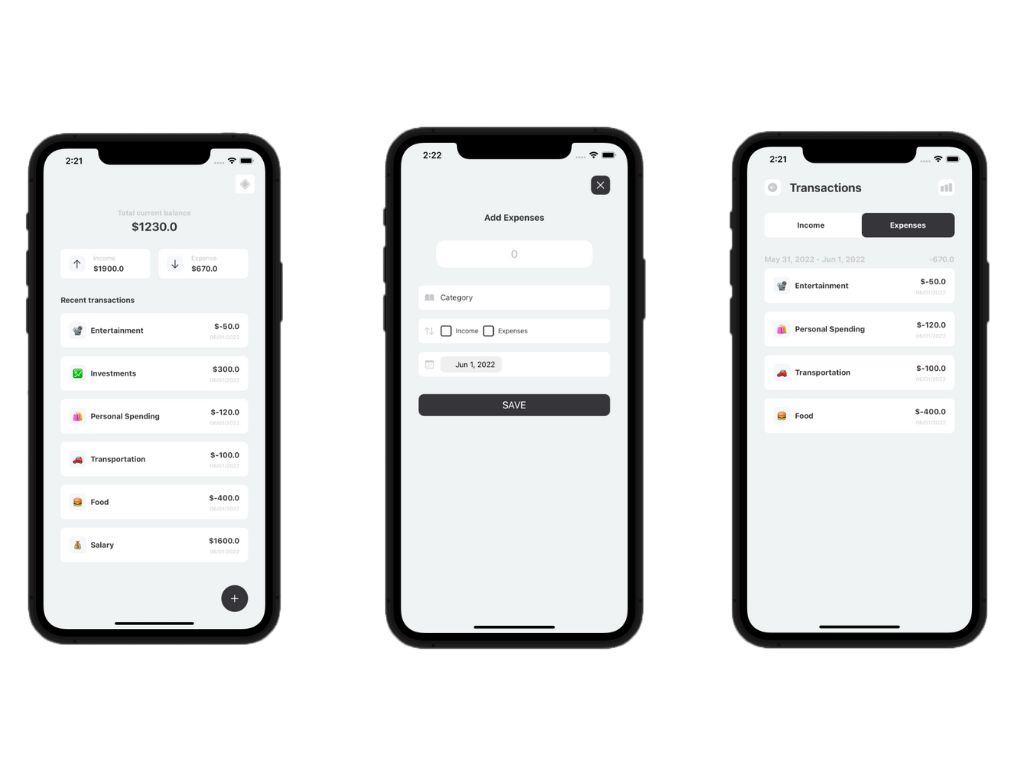 2:21
Total current balance
$1230.0
Income
$1900.0
Expense
$670.0
Recent transactions
Entertainment
$-50.0
06/01/2022
Investments
$300.0
06/01/2022
Personal Spending
$-120.0
06/01/2022
Transportation
$-100.0
06/01/2022
Food
$-400.0
06/01/2022
Salary
$1600.0
06/01/2022
+
2:22
Add Expenses
0
Category
Income Expenses
Jun 1, 2022
SAVE
2:21
Transactions
Income Expenses
May 31, 2022 - Jun 1, 2022 -670.0
Entertainment
$-50.0
06/01/2022
Personal Spending
$-120.0
06/01/2022
Transportation
$-100.0
06/01/2022
Food
$-400.0
06/01/2022